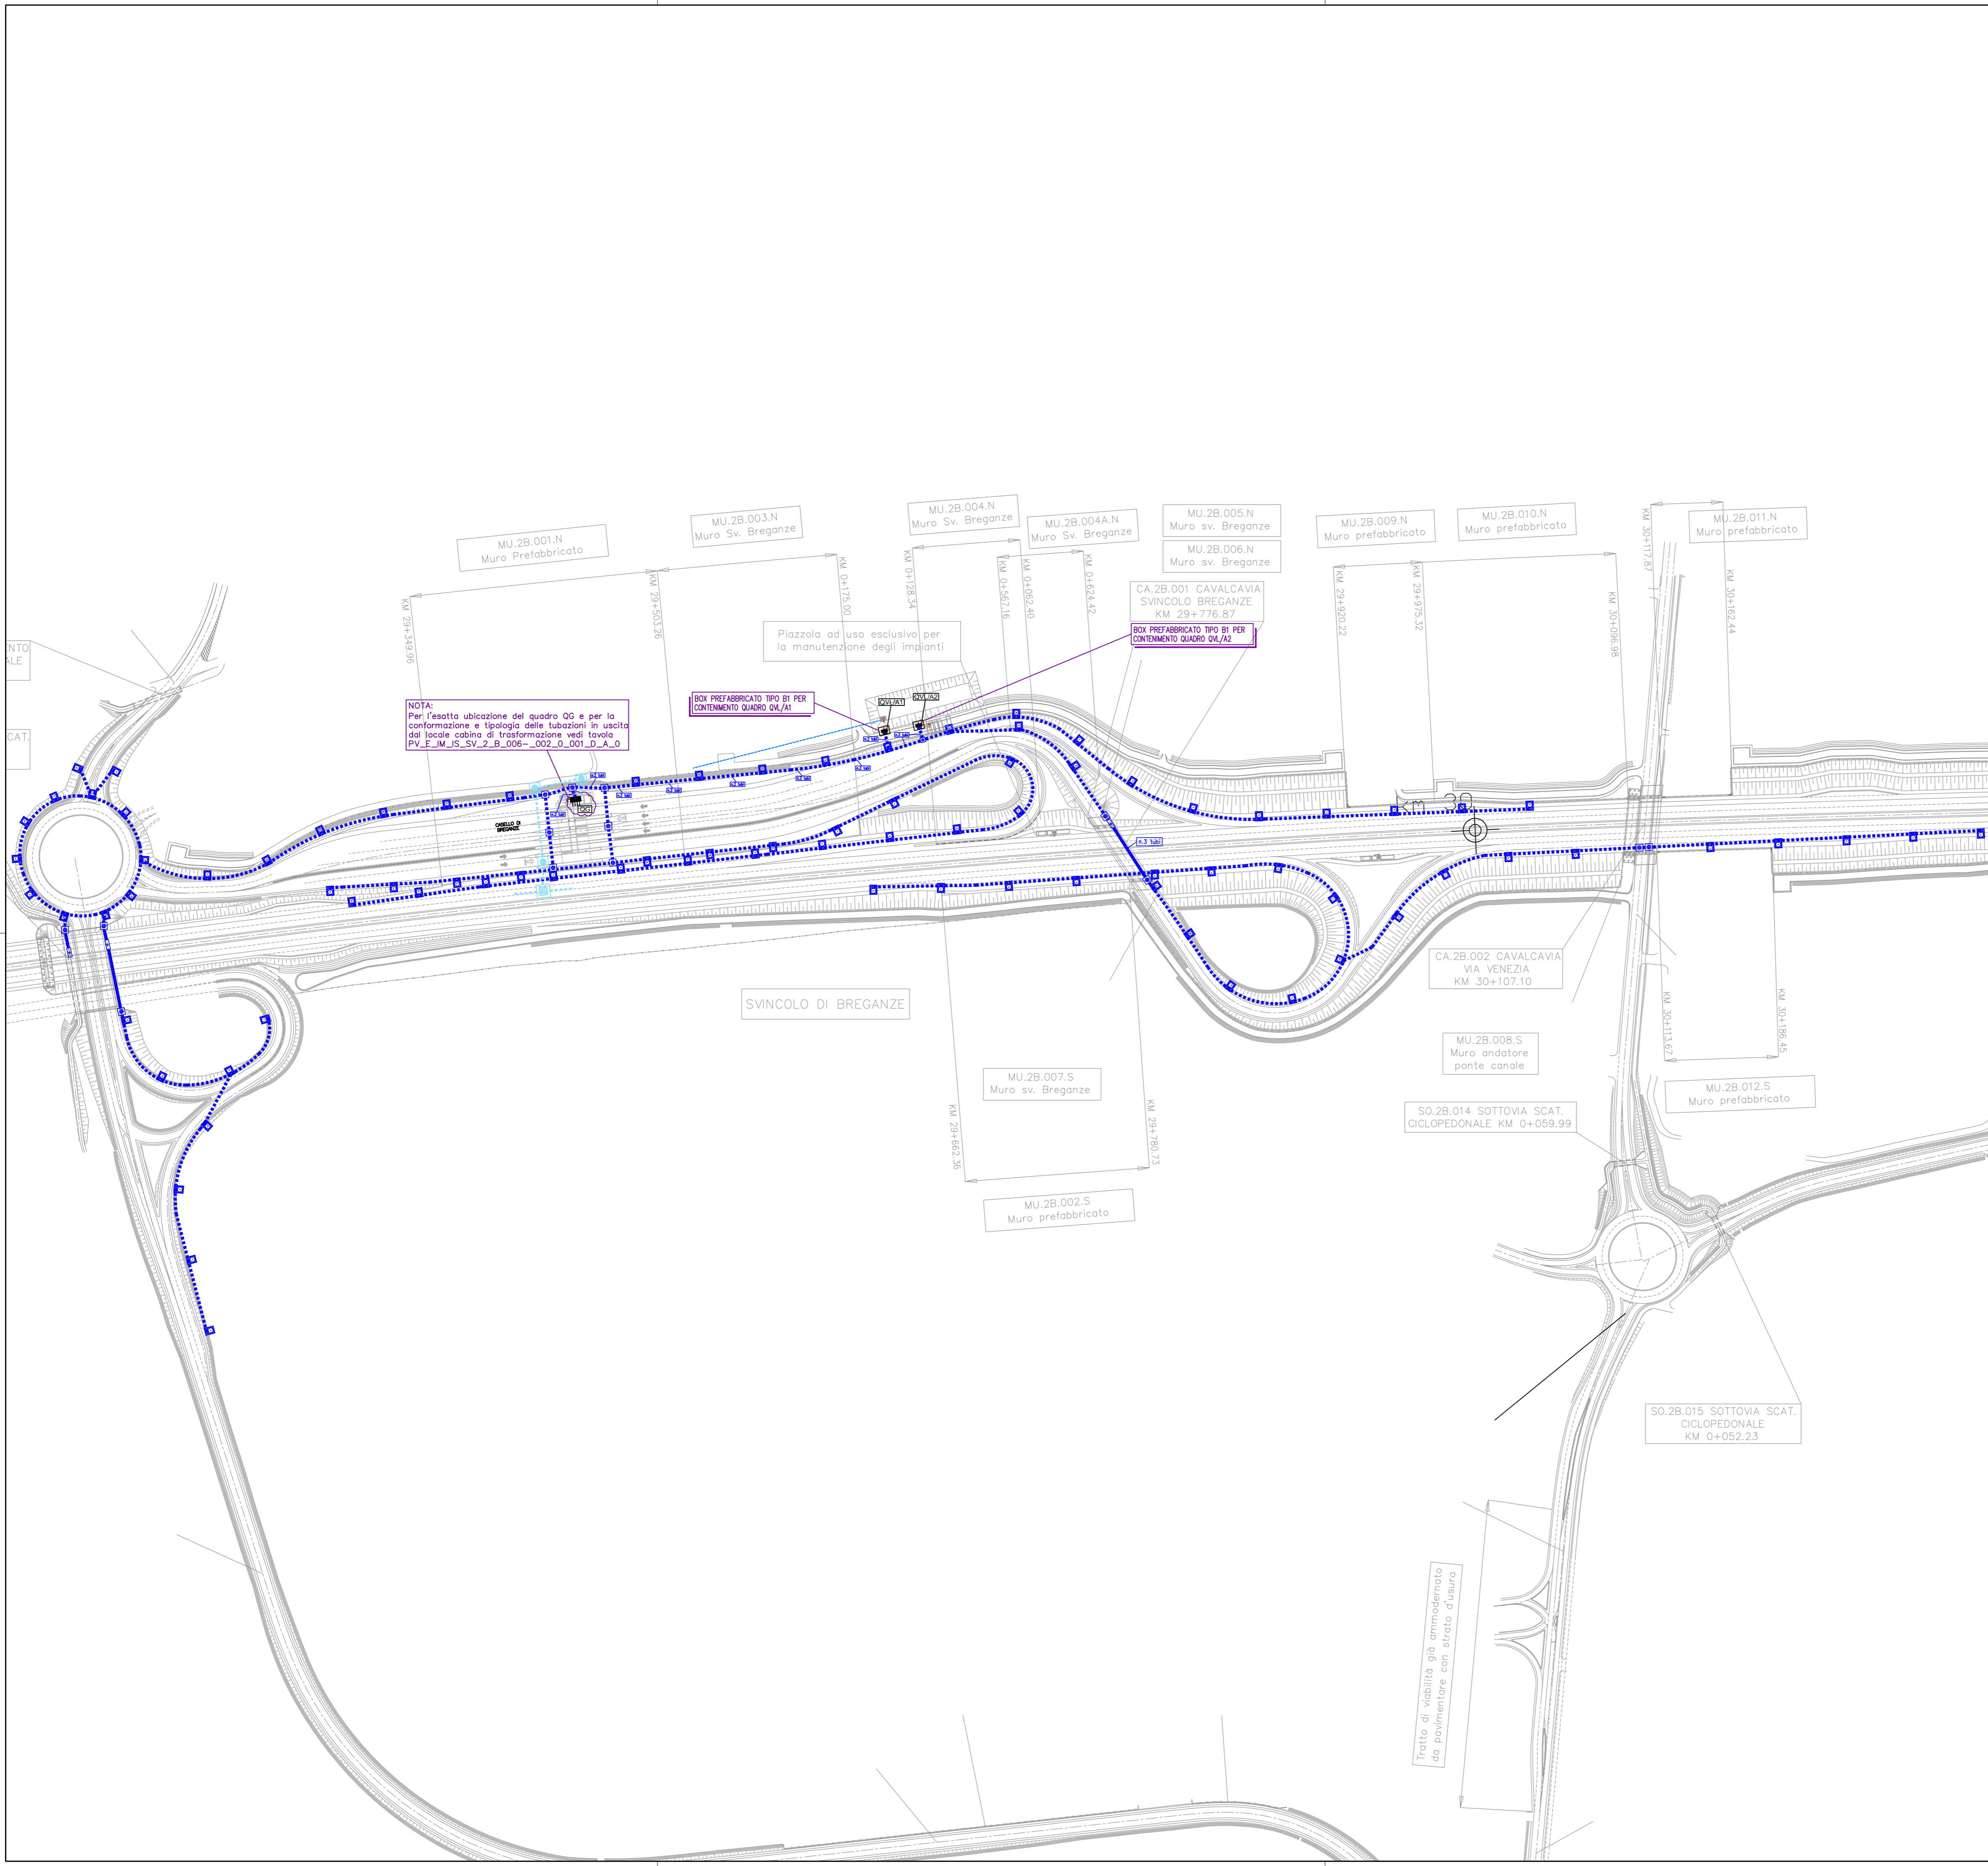 MU.2B.001.N
Muro Prefabbricato
MU.2B.003.N
Muro Sv. Breganze
MU.2B.004.N
Muro Sv. Breganze
MU.2B.004A.N
Muro Sv. Breganze
MU.2B.005.N
Muro sv. Breganze
MU.2B.006.N
Muro sv. Breganze
MU.2B.009.N
Muro prefabbricato
MU.2B.010.N
Muro prefabbricato
MU.2B.011.N
Muro prefabbricato
KM 29+349.96
KM 29+503.26
KM 0+175.00
KM 0+128.34
KM 0+567.16
KM 0+062.40
KM 0+624.42
KM 29+920.22
KM 29+975.32
KM 30+096.98
KM 30+117.87
KM 30+162.44
CA.2B.001 CAVALCAVIA
SVINCOLO BREGANZE
KM 29+776.87
BOX PREFABBRICATO TIPO B1 PER
CONTENIMENTO QUADRO QVL/A2
Piazzola ad uso esclusivo per
la manutenzione degli impianti
NTO
ALE
CAT.
NOTA:
Per l'esatta ubicazione del quadro QG e per la
conformazione e tipologia delle tubazioni in uscita
dal locale cabina di trasformazione vedi tavola
PV_E_IM_IS_SV_2_B_006-_002_0_001_D_A_0
BOX PREFABBRICATO TIPO B1 PER
CONTENIMENTO QUADRO QVL/A1
QVL/A1
QVL/A2
QG
CASELLO DI
BREGANZE
n.3 tubi
SVINCOLO DI BREGANZE
CA.2B.002 CAVALCAVIA
VIA VENEZIA
KM 30+107.10
MU.2B.008.S
Muro andatore
ponte canale
KM 30+113.67
KM 30+186.45
MU.2B.007.S
Muro sv. Breganze
MU.2B.012.S
Muro prefabbricato
SO.2B.014 SOTTOVIA SCAT.
CICLOPEDONALE KM 0+059.99
KM 29+662.36
KM 29+780.73
MU.2B.002.S
Muro prefabbricato
SO.2B.015 SOTTOVIA SCAT.
CICLOPEDONALE
KM 0+052.23
Tratto di viabilità già ammodernato
da pavimentare con strato d'usura